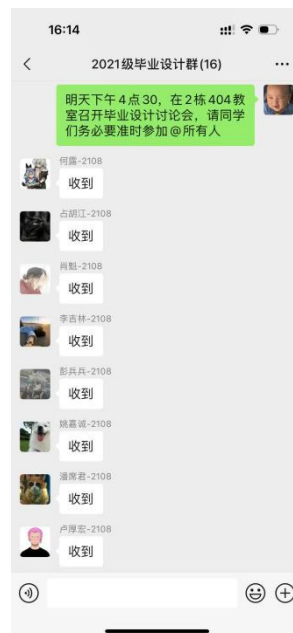 16:14
2021级毕业设计群(16)
明天下午4点30，在2栋404教
室召开毕业设计讨论会，请同学
们务必要准时参加@所有人
何露-2108
收到
占胡江-2108
收到
肖魁-2108
收到
李吉林-2108
收到
彭兵兵-2108
收到
姚嘉诚-2108
收到
潘席君-2108
收到
卢厚宏-2108
收到